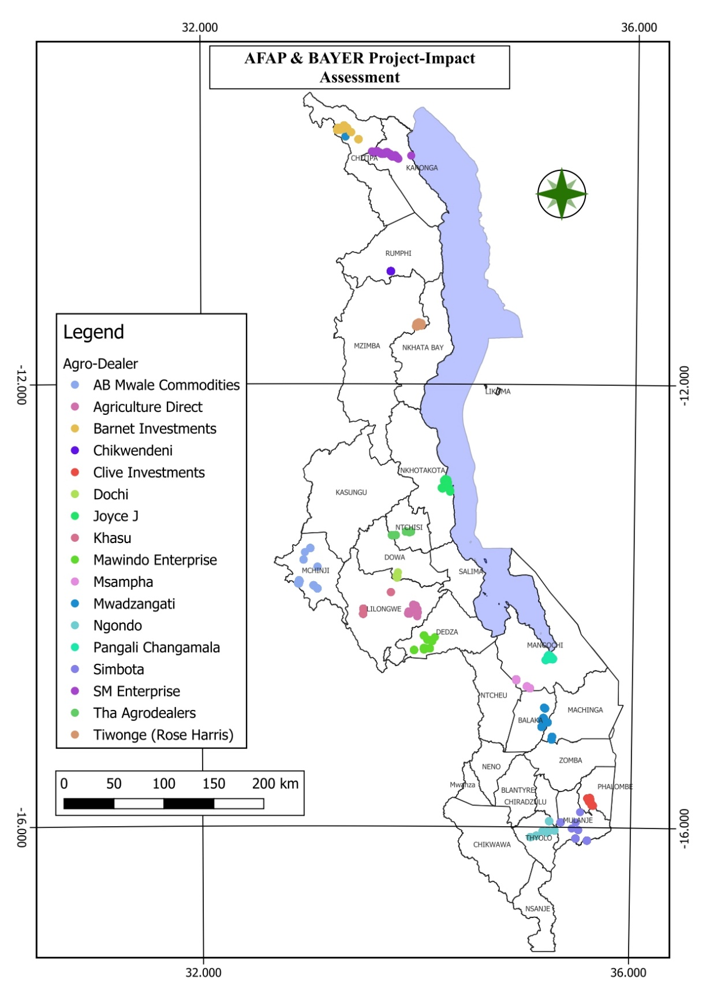 32.000
36.000
AFAP & BAYER Project-Impact
Assessment
CHITIPA
KARONGA
RUMPHI
MZIMBA
NKHATA BAY
-12.000
-12.000
LIKOMA
Legend
Agro-Dealer
AB Mwale Commodities
Agriculture Direct
Barnet Investments
Chikwendeni
Clive Investments
Dochi
Joyce J
Khasu
Mawindo Enterprise
Msampha
Mwadzangati
Ngondo
Pangali Changamala
Simbota
SM Enterprise
Tha Agrodealers
Tiwonge (Rose Harris)
NKHOTAKOTA
KASUNGU
NTCHISI
DOWA
MCHINJI
SALIMA
LILONGWE
DEDZA
MANGOCHI
NTCHEU
MACHINGA
BALAKA
ZOMBA
NENO
Mwanza
PHALOMBE
BLANTYRE
CHIRADZULU
MULANJE
THYOLO
CHIKWAWA
NSANJE
0 50 100 150 200 km
-16.000
-16.000
32.000
36.000